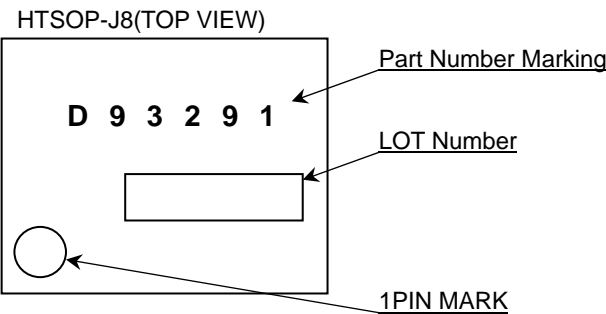 HTSOP-J8(TOP VIEW)
Part Number Marking
D 9 3 2 9 1
LOT Number
1PIN MARK